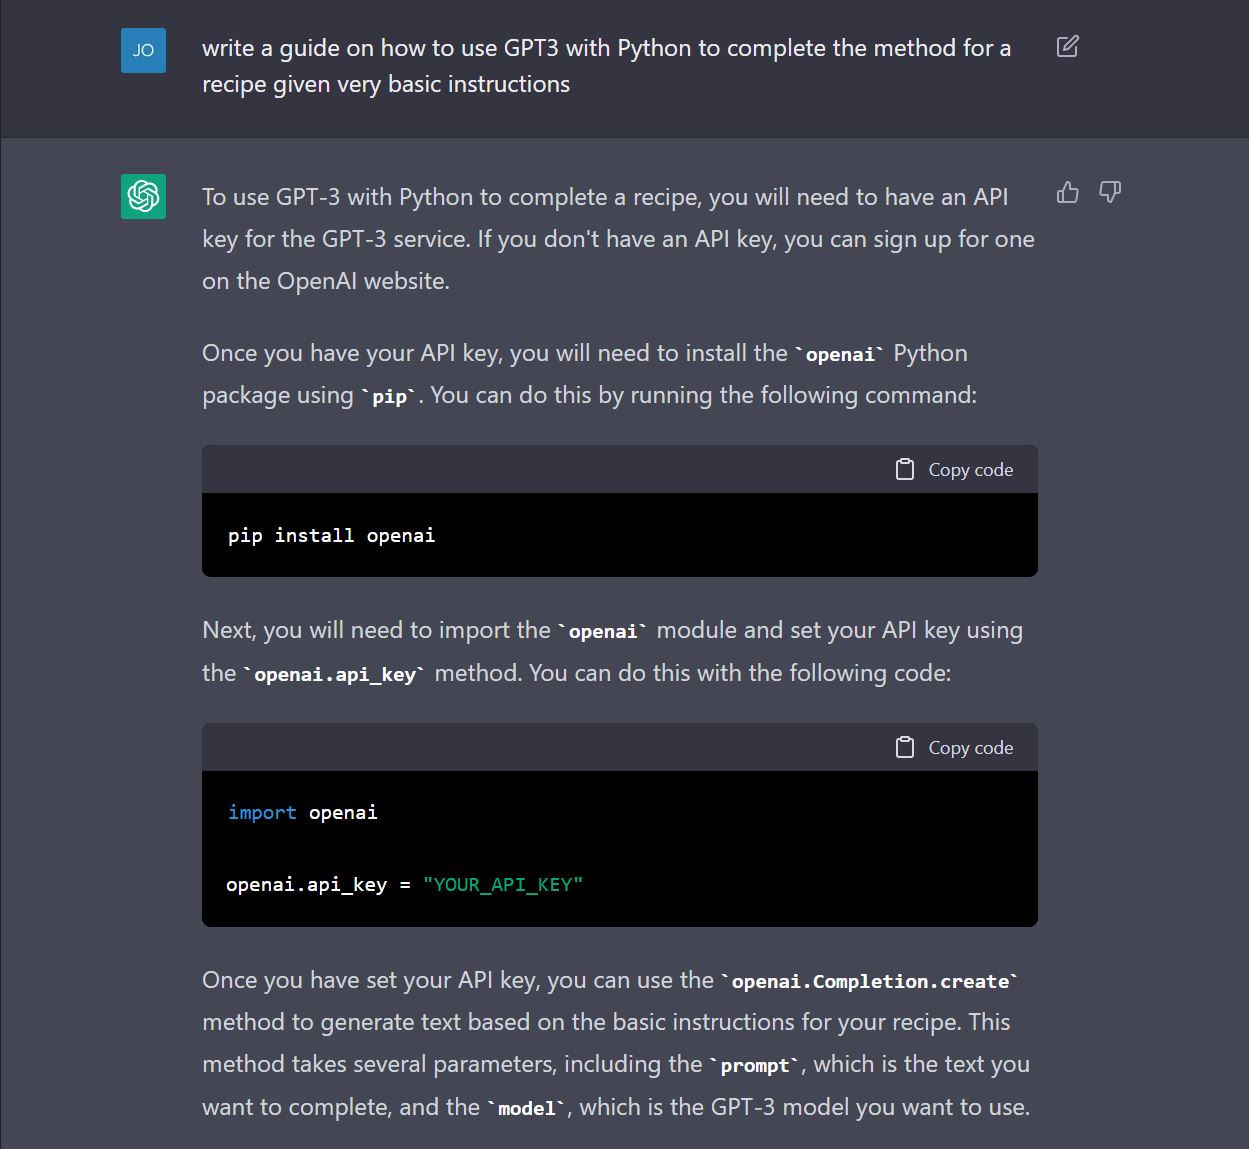 JO
write a guide on how to use GPT3 with Python to complete the method for a
recipe given very basic instructions
To use GPT-3 with Python to complete a recipe, you will need to have an API
key for the GPT-3 service. If you don't have an API key, you can sign up for one
on the OpenAI website.
Once you have your API key, you will need to install the `openai` Python
package using `pip`. You can do this by running the following command:
Copy code
pip install openai
Next, you will need to import the `openai` module and set your API key using
the `openai.api_key` method. You can do this with the following code:
Copy code
import openai
openai.api_key = "YOUR_API_KEY"
Once you have set your API key, you can use the `openai.Completion.create`
method to generate text based on the basic instructions for your recipe. This
method takes several parameters, including the `prompt`, which is the text you
want to complete, and the `model`, which is the GPT-3 model you want to use.